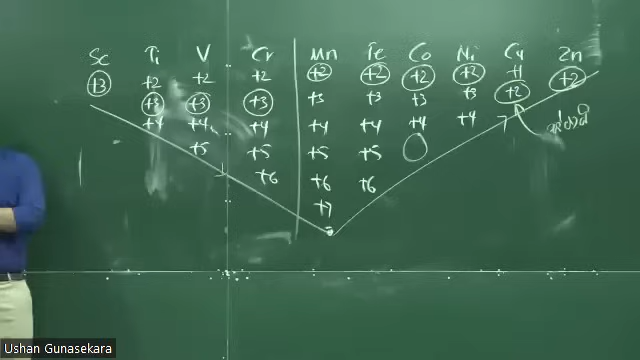 Sc Ti V Cr Mn Fe Co Ni Cu Zn
+3 +2 +2 +2 +2 +2 +2 +2 +1 +2
+3 +3 +3 +3 +3 +3 +3 +2
+4 +4 +4 +4 +4 +4 +4
+5 +5 +5 +5
+6 +6 +6
+7
Ushan Gunasekara